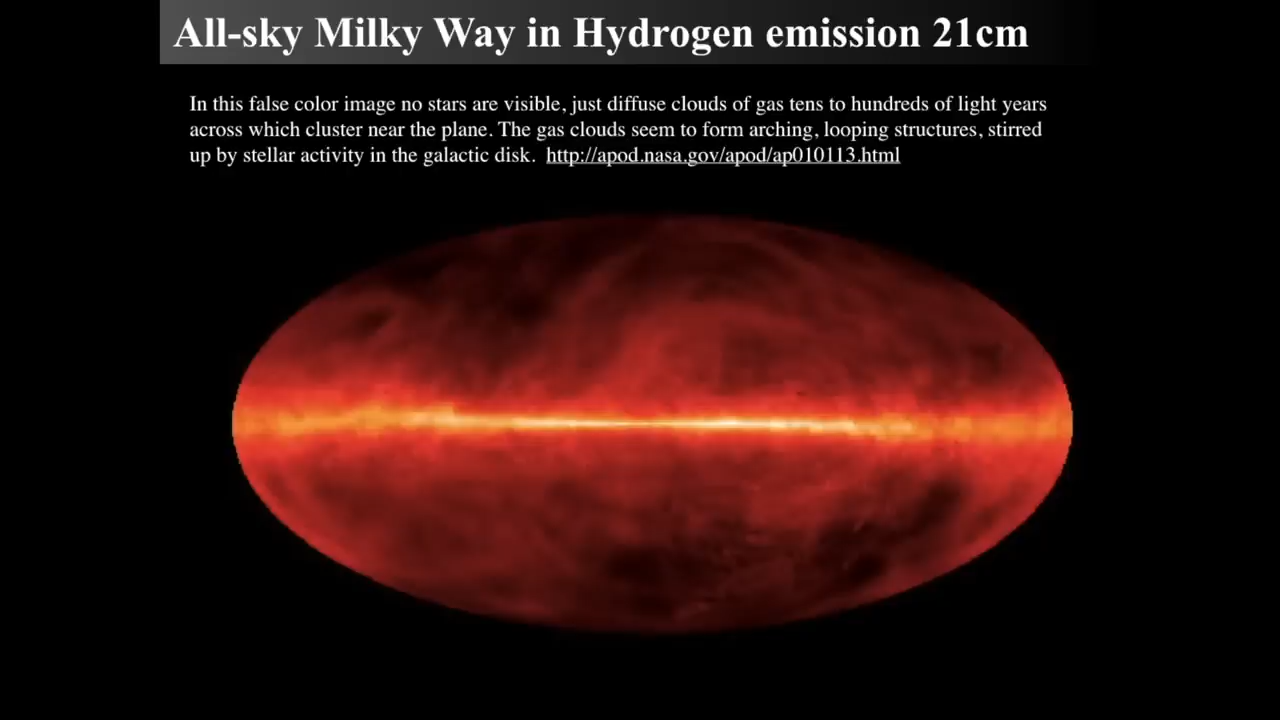 All-sky Milky Way in Hydrogen emission 21cm
In this false color image no stars are visible, just diffuse clouds of gas tens to hundreds of light years
across which cluster near the plane. The gas clouds seem to form arching, looping structures, stirred
up by stellar activity in the galactic disk. http://apod.nasa.gov/apod/ap010113.html